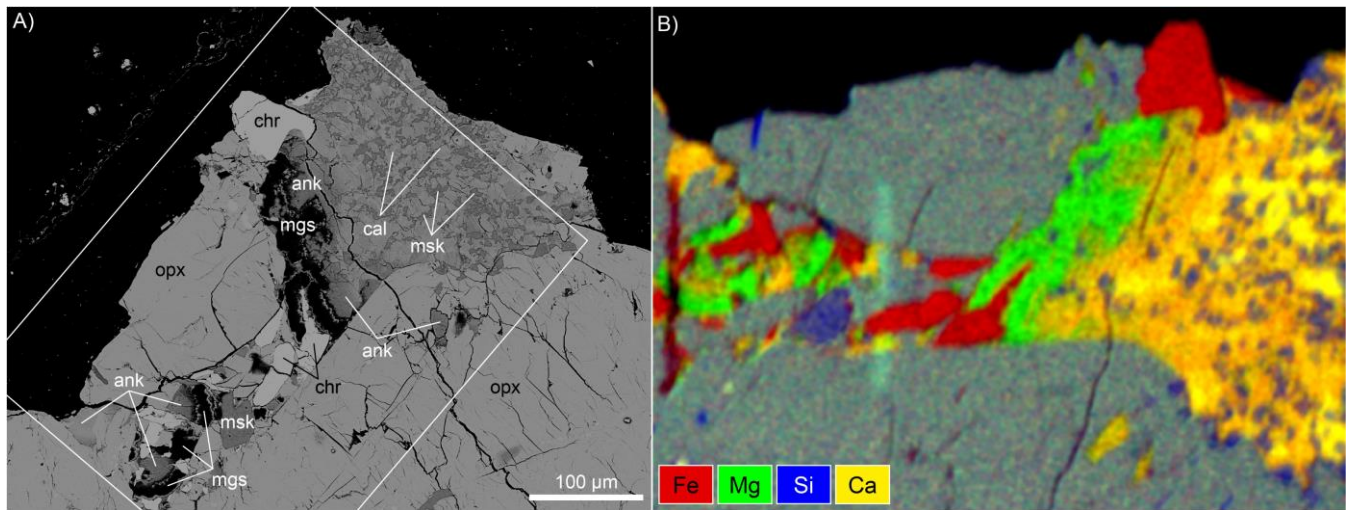 A)
chr
ank
mgs
cal
msk
opx
ank
chr
opx
ank
msk
mgs
100 µm
B)
Fe Mg Si Ca